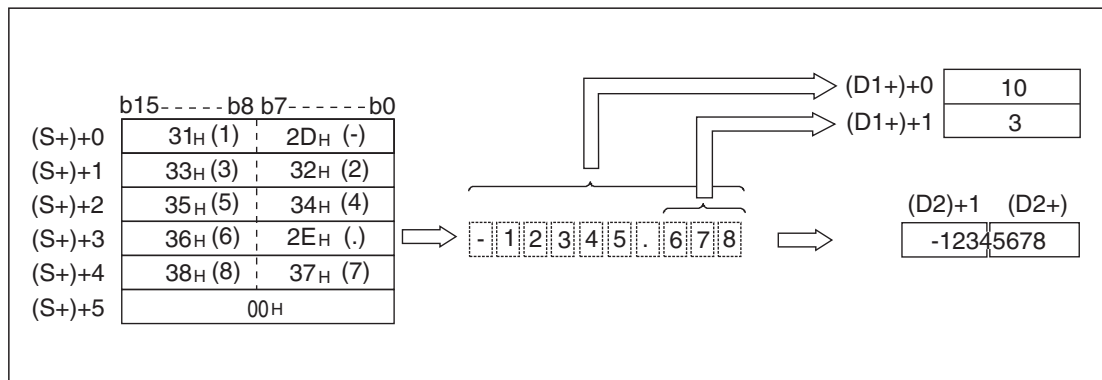 (D1+)+0 10
(D1+)+1 3
b15-----b8 b7------b0
(S+)+0 31H (1) 2DH (-)
(S+)+1 33H (3) 32H (2)
(S+)+2 35H (5) 34H (4)
(S+)+3 36H (6) 2EH (.)
(S+)+4 38H (8) 37H (7)
(S+)+5 00H
- 1 2 3 4 5 . 6 7 8
(D2)+1 (D2+)
-12345678